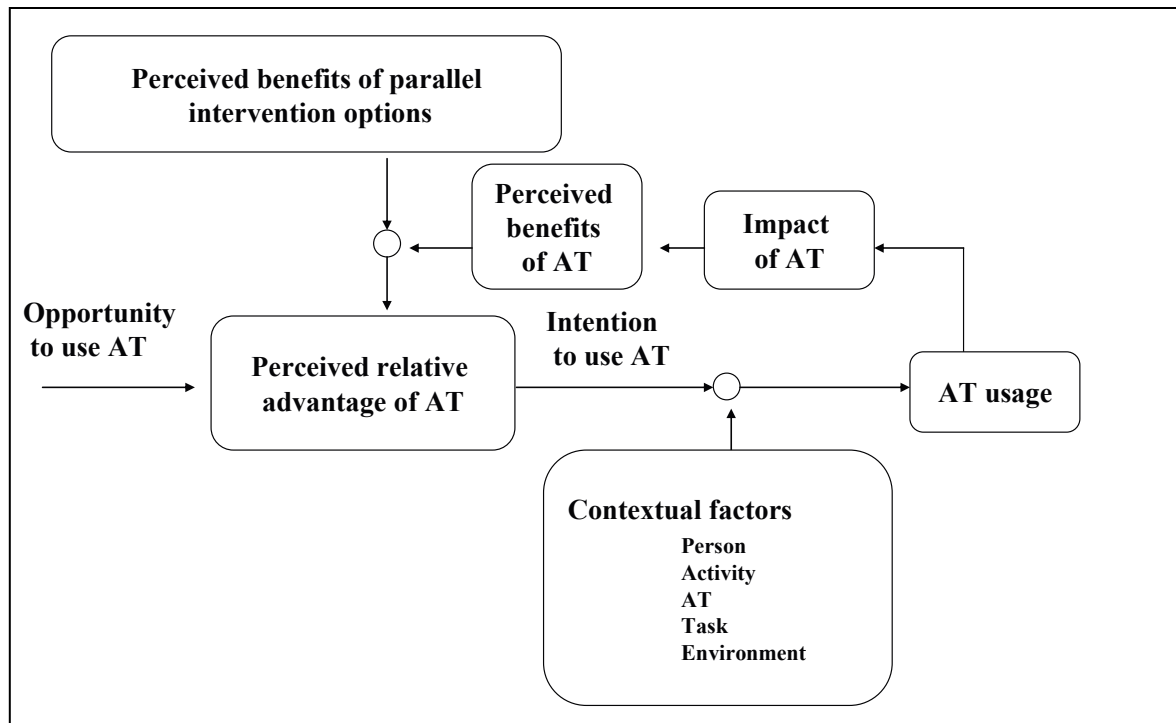 Perceived benefits of parallel
intervention options
Perceived
benefits
of AT
Impact
of AT
Opportunity
to use AT
Perceived relative
advantage of AT
Intention
to use AT
AT usage
Contextual factors
Person
Activity
AT
Task
Environment